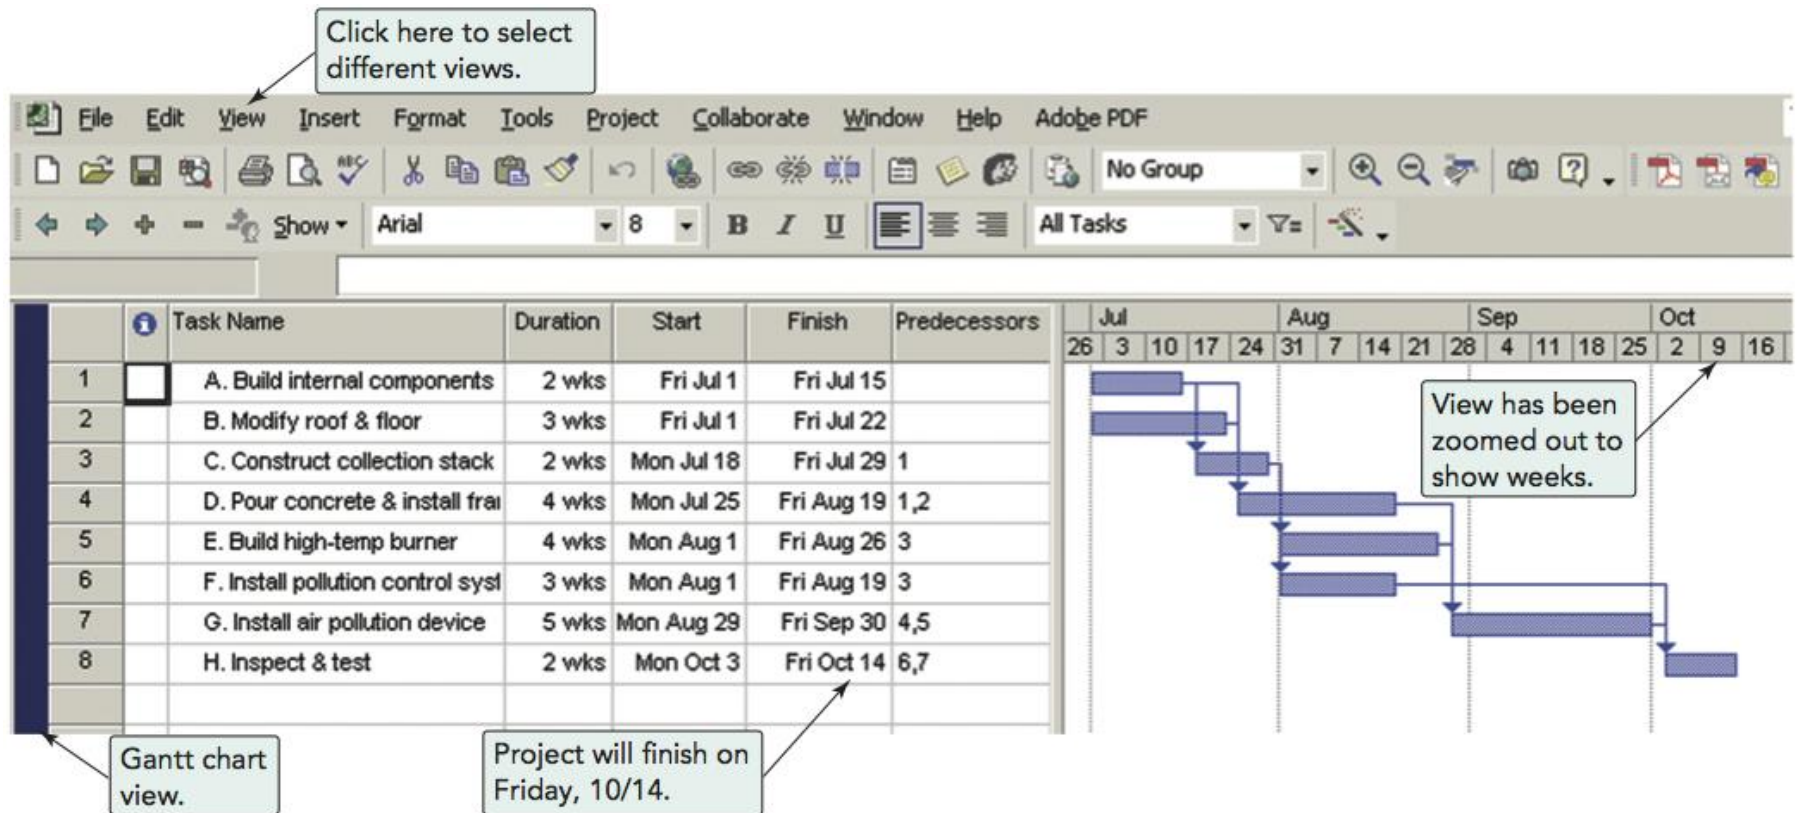 Click here to select
different views.
File Edit View Insert Format Tools Project Collaborate Window Help Adobe PDF
ABC No Group
Show Arial 8 B I U All Tasks
Task Name Duration Start Finish Predecessors Jul Aug Sep Oct
26 3 10 17 24 31 7 14 21 28 4 11 18 25 2 9 16
1 A. Build internal components 2 wks Fri Jul 1 Fri Jul 15
2 B. Modify roof & floor 3 wks Fri Jul 1 Fri Jul 22
3 C. Construct collection stack 2 wks Mon Jul 18 Fri Jul 29 1
4 D. Pour concrete & install frai 4 wks Mon Jul 25 Fri Aug 19 1,2
5 E. Build high-temp burner 4 wks Mon Aug 1 Fri Aug 26 3
6 F. Install pollution control syst 3 wks Mon Aug 1 Fri Aug 19 3
7 G. Install air pollution device 5 wks Mon Aug 29 Fri Sep 30 4,5
8 H. Inspect & test 2 wks Mon Oct 3 Fri Oct 14 6,7
View has been
zoomed out to
show weeks.
Gantt chart
view.
Project will finish on
Friday, 10/14.